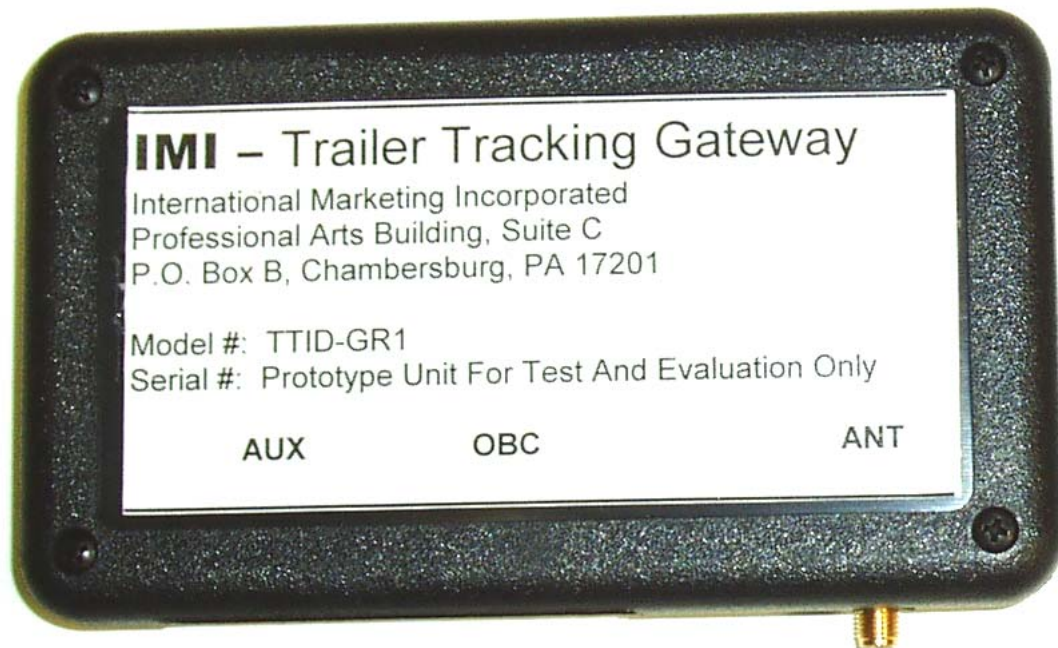 IMI – Trailer Tracking Gateway
International Marketing Incorporated
Professional Arts Building, Suite C
P.O. Box B, Chambersburg, PA 17201
Model #: TTID-GR1
Serial #: Prototype Unit For Test And Evaluation Only
AUX OBC ANT